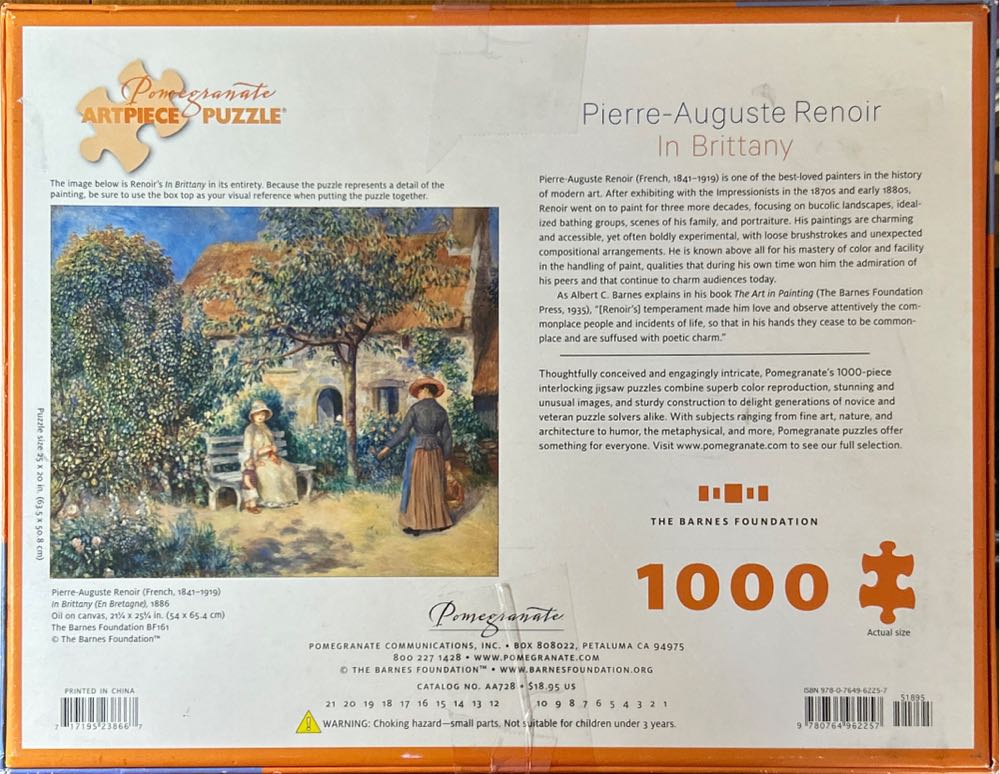 Pomegranate
ARTPIECE PUZZLE®
The image below is Renoir's In Brittany in its entirety. Because the puzzle represents a detail of the
painting, be sure to use the box top as your visual reference when putting the puzzle together.
Puzzle size 25 x 20 in. (63.5 x 50.8 cm)
Pierre-Auguste Renoir (French, 1841–1919)
In Brittany (En Bretagne), 1886
Oil on canvas, 21¼ x 25¾ in. (54 x 65.4 cm)
The Barnes Foundation BF161
© The Barnes Foundation™
Pierre-Auguste Renoir
In Brittany
Pierre-Auguste Renoir (French, 1841–1919) is one of the best-loved painters in the history
of modern art. After exhibiting with the Impressionists in the 1870s and early 1880s,
Renoir went on to paint for three more decades, focusing on bucolic landscapes, ideal-
ized bathing groups, scenes of his family, and portraiture. His paintings are charming
and accessible, yet often boldly experimental, with loose brushstrokes and unexpected
compositional arrangements. He is known above all for his mastery of color and facility
in the handling of paint, qualities that during his own time won him the admiration of
his peers and that continue to charm audiences today.
As Albert C. Barnes explains in his book The Art in Painting (The Barnes Foundation
Press, 1935), "[Renoir's] temperament made him love and observe attentively the com-
monplace people and incidents of life, so that in his hands they cease to be common-
place and are suffused with poetic charm."
Thoughtfully conceived and engagingly intricate, Pomegranate's 1000-piece
interlocking jigsaw puzzles combine superb color reproduction, stunning and
unusual images, and sturdy construction to delight generations of novice and
veteran puzzle solvers alike. With subjects ranging from fine art, nature, and
architecture to humor, the metaphysical, and more, Pomegranate puzzles offer
something for everyone. Visit www.pomegranate.com to see our full selection.
THE BARNES FOUNDATION
1000
Actual size
Pomegranate
POMEGRANATE COMMUNICATIONS, INC. • BOX 808022, PETALUMA CA 94975
800 227 1428 • WWW.POMEGRANATE.COM
© THE BARNES FOUNDATION™ • WWW.BARNESFOUNDATION.ORG
CATALOG NO. AA728 • $18.95 US
21 20 19 18 17 16 15 14 13 12 10 9 8 7 6 5 4 3 2 1
WARNING: Choking hazard—small parts. Not suitable for children under 3 years.
PRINTED IN CHINA
7 17195 23866 7
ISBN 978-0-7649-6225-7
51895
9 780764 962257